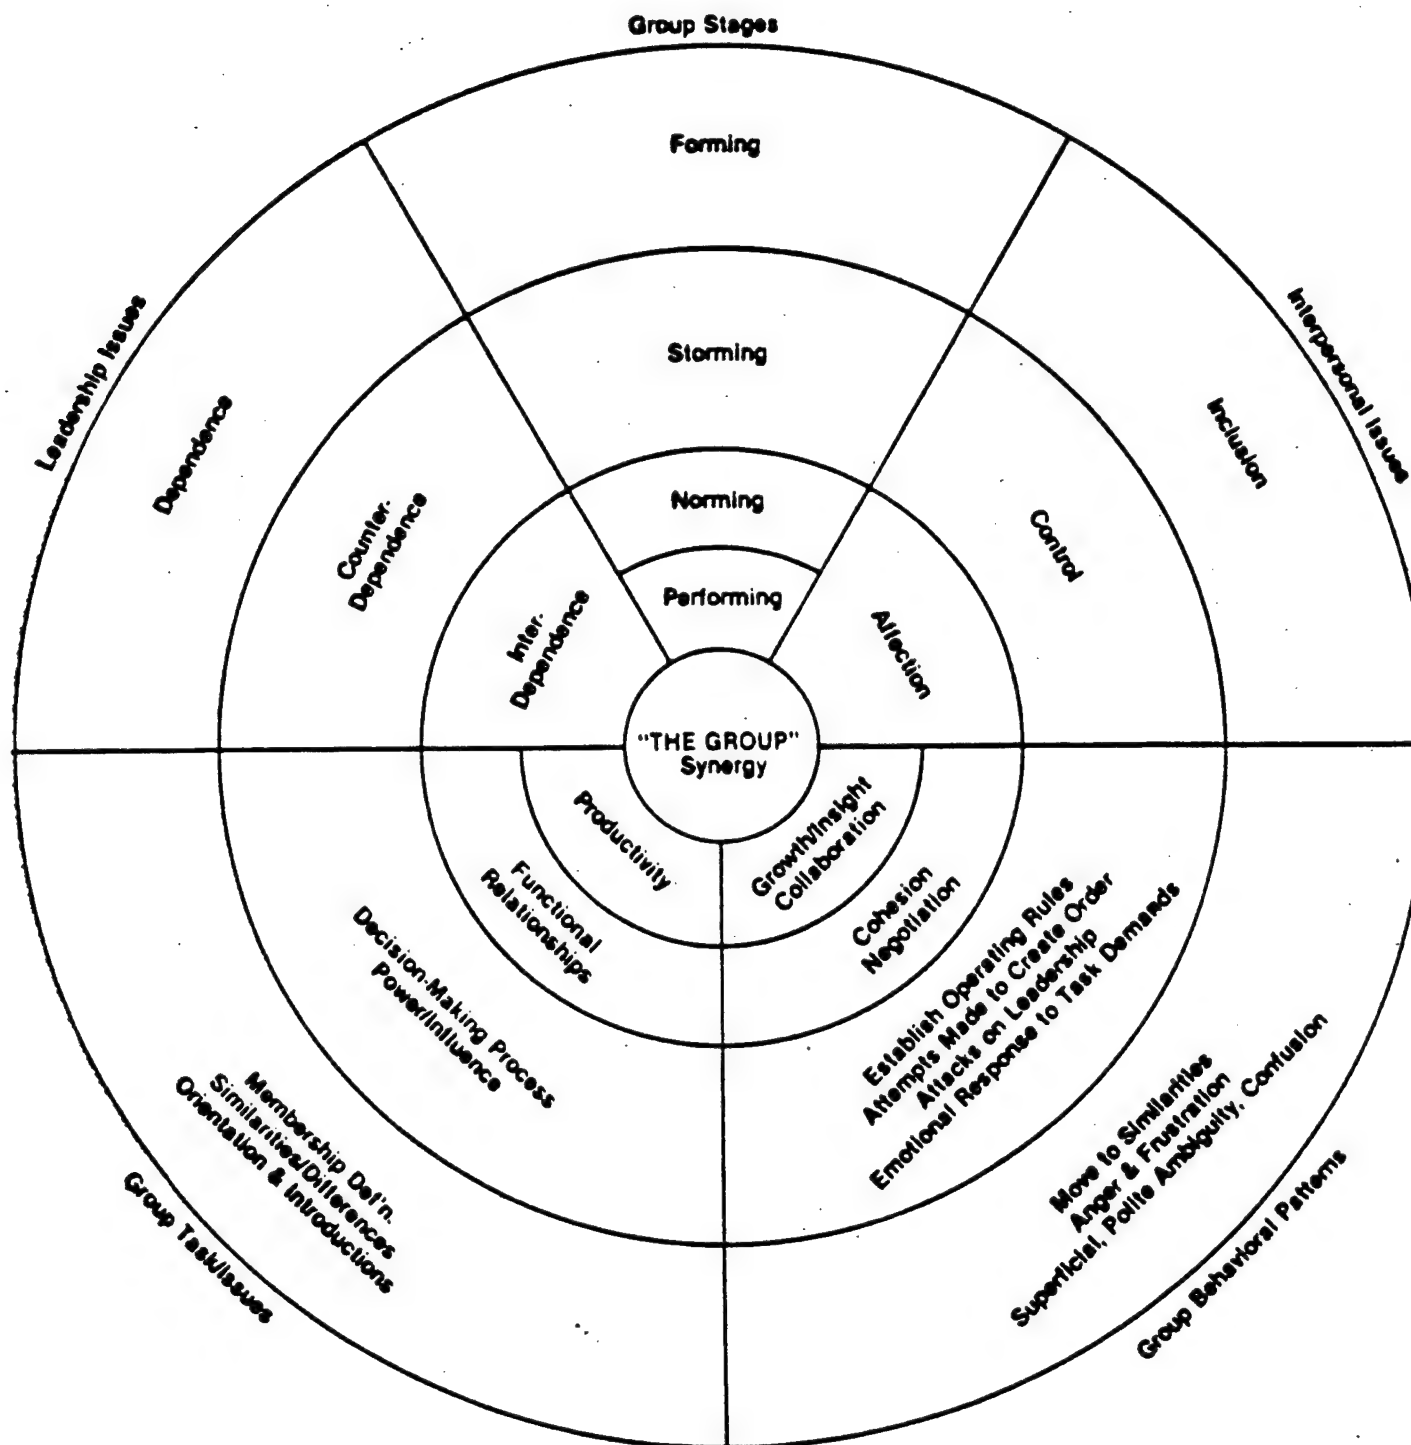 Group Stages
Forming
Storming
Norming
Performing
Leadership Issues
Dependence
Counter-
Dependence
Inter-
Dependence
Interpersonal Issues
Inclusion
Control
Affection
"THE GROUP"
Synergy
Productivity
Functional
Relationships
Decision-Making Process
Power/Influence
Membership Def'n.
Similarities/Differences
Orientation & Introductions
Group Task/Issues
Growth/Insight
Collaboration
Cohesion
Negotiation
Establish Operating Rules
Attempts Made to Create Order
Attacks on Leadership
Emotional Response to Task Demands
Move to Similarities
Anger & Frustration
Superficial, Polite Ambiguity, Confusion
Group Behavioral Patterns